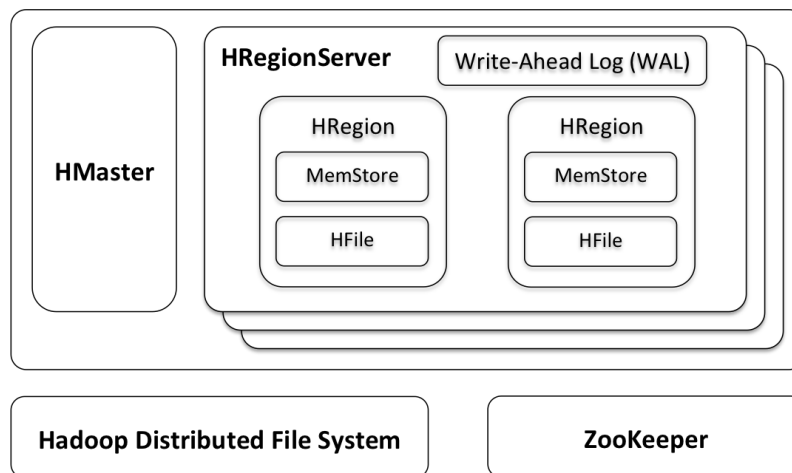 HMaster
HRegionServer
Write-Ahead Log (WAL)
HRegion
MemStore
HFile
HRegion
MemStore
HFile
Hadoop Distributed File System
ZooKeeper